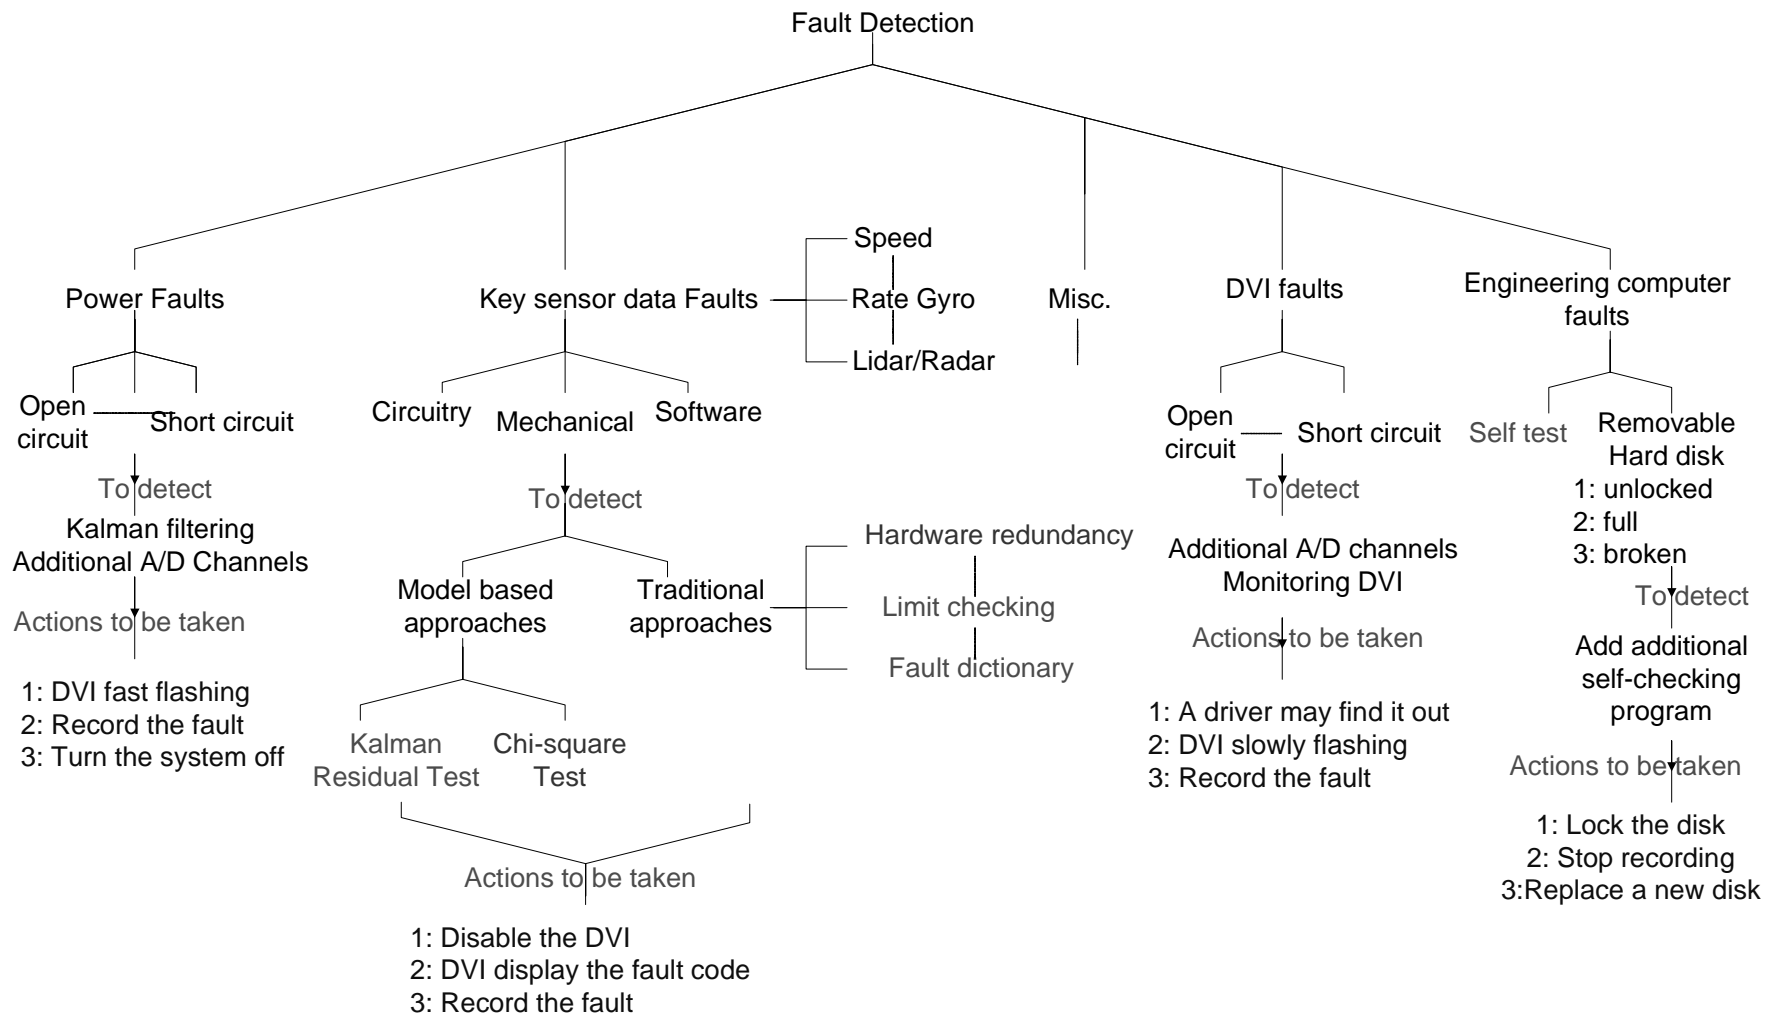 Fault Detection
Power Faults
Open
circuit
Short circuit
To detect
Kalman filtering
Additional A/D Channels
Actions to be taken
1: DVI fast flashing
2: Record the fault
3: Turn the system off
Key sensor data Faults
Speed
Rate Gyro
Lidar/Radar
Circuitry
Mechanical
Software
To detect
Model based
approaches
Traditional
approaches
Hardware redundancy
Limit checking
Fault dictionary
Kalman
Residual Test
Chi-square
Test
Actions to be taken
1: Disable the DVI
2: DVI display the fault code
3: Record the fault
Misc.
DVI faults
Open
circuit
Short circuit
To detect
Additional A/D channels
Monitoring DVI
Actions to be taken
1: A driver may find it out
2: DVI slowly flashing
3: Record the fault
Engineering computer
faults
Self test
Removable
Hard disk
1: unlocked
2: full
3: broken
To detect
Add additional
self-checking
program
Actions to be taken
1: Lock the disk
2: Stop recording
3:Replace a new disk